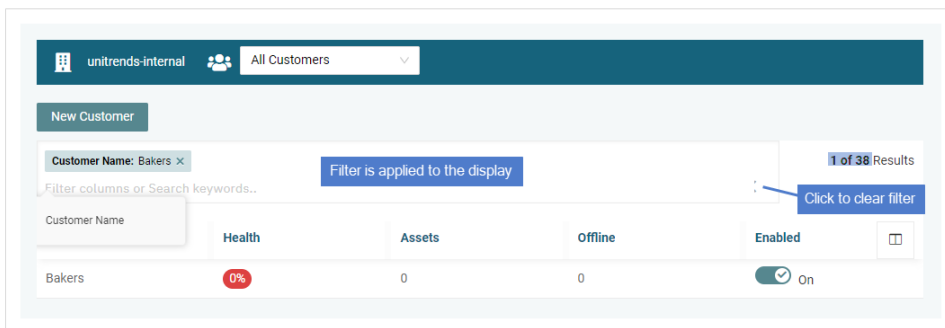 unitrends-internal All Customers
New Customer
Customer Name: Bakers ×
Filter is applied to the display
1 of 38 Results
Filter columns or Search keywords..
Click to clear filter
Customer Name
Health Assets Offline Enabled
Bakers 0% 0 0 On